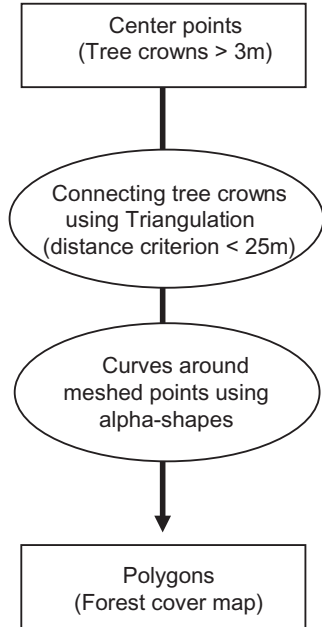 Center points
(Tree crowns > 3m)
Connecting tree crowns
using Triangulation
(distance criterion < 25m)
Curves around
meshed points using
alpha-shapes
Polygons
(Forest cover map)